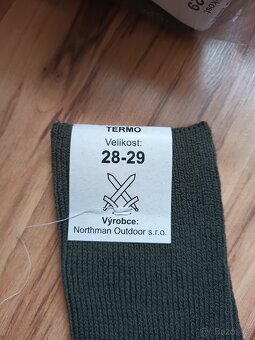 TERMO
Velikost:
28-29
Výrobce:
Northman Outdoor s.r.o.